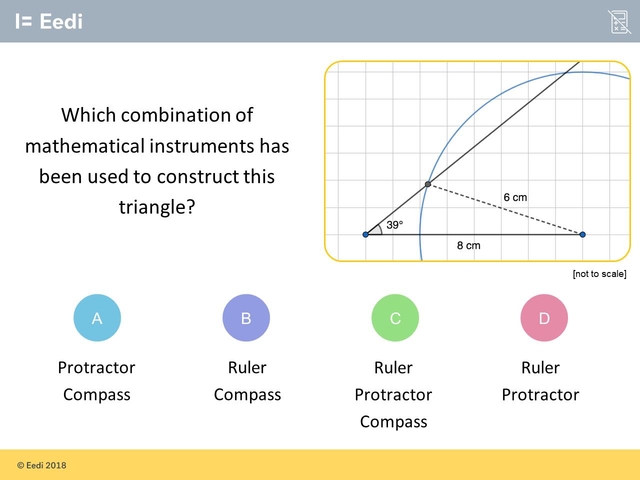 I= Eedi
Which combination of
mathematical instruments has
been used to construct this
triangle?
39°
6 cm
8 cm
[not to scale]
A
Protractor
Compass
B
Ruler
Compass
C
Ruler
Protractor
Compass
D
Ruler
Protractor
© Eedi 2018